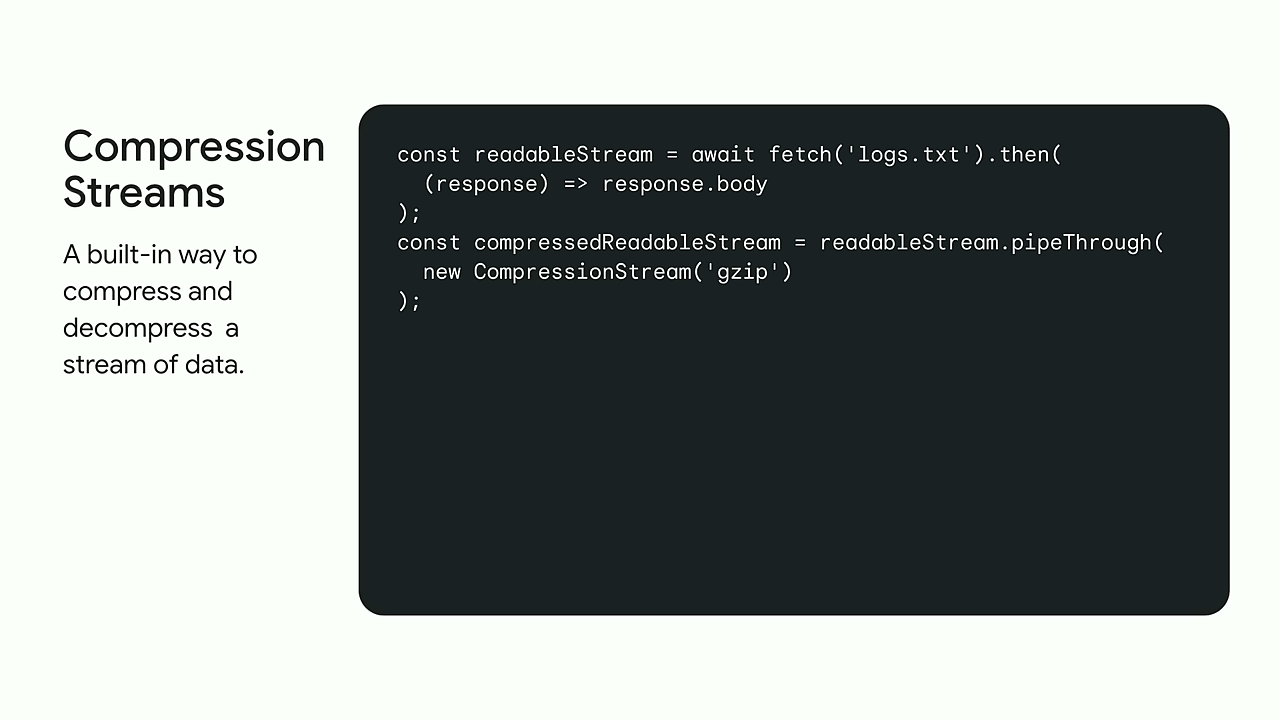 Compression
Streams
A built-in way to
compress and
decompress  a
stream of data.
const readableStream = await fetch('logs.txt').then(
  (response) => response.body
);
const compressedReadableStream = readableStream.pipeThrough(
  new CompressionStream('gzip')
);